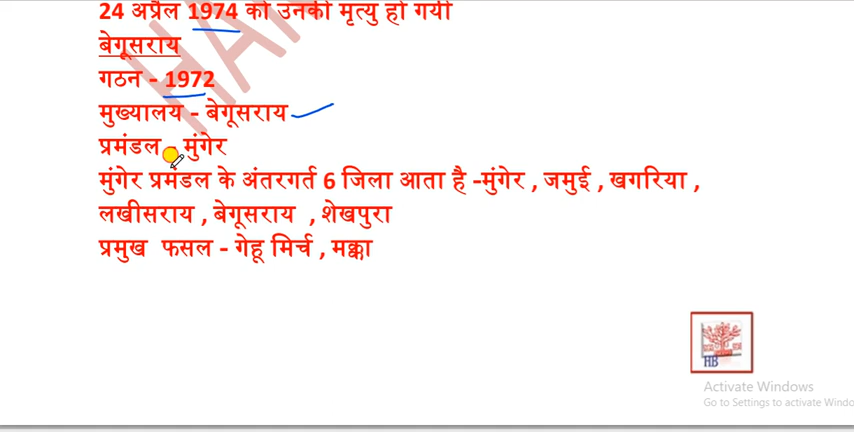 24 अप्रैल 1974 को उनकी मृत्यु हो गयी
बेगूसराय
गठन - 1972
मुख्यालय - बेगूसराय
प्रमंडल - मुंगेर
मुंगेर प्रमंडल के अंतरगर्त 6 जिला आता है -मुंगेर , जमुई , खगरिया ,
लखीसराय , बेगूसराय , शेखपुरा
प्रमुख फसल - गेहू मिर्च , मक्का
HB
Activate Windows
Go to Settings to activate Windo